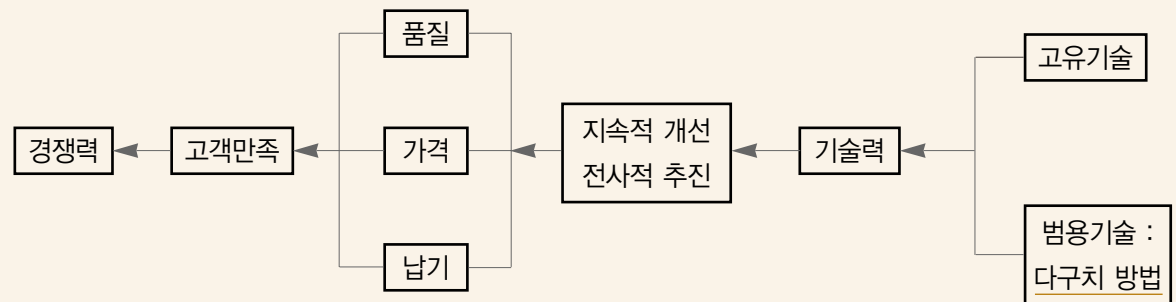 경쟁력
고객만족
품질
가격
납기
지속적 개선
전사적 추진
기술력
고유기술
범용기술 :
다구치 방법